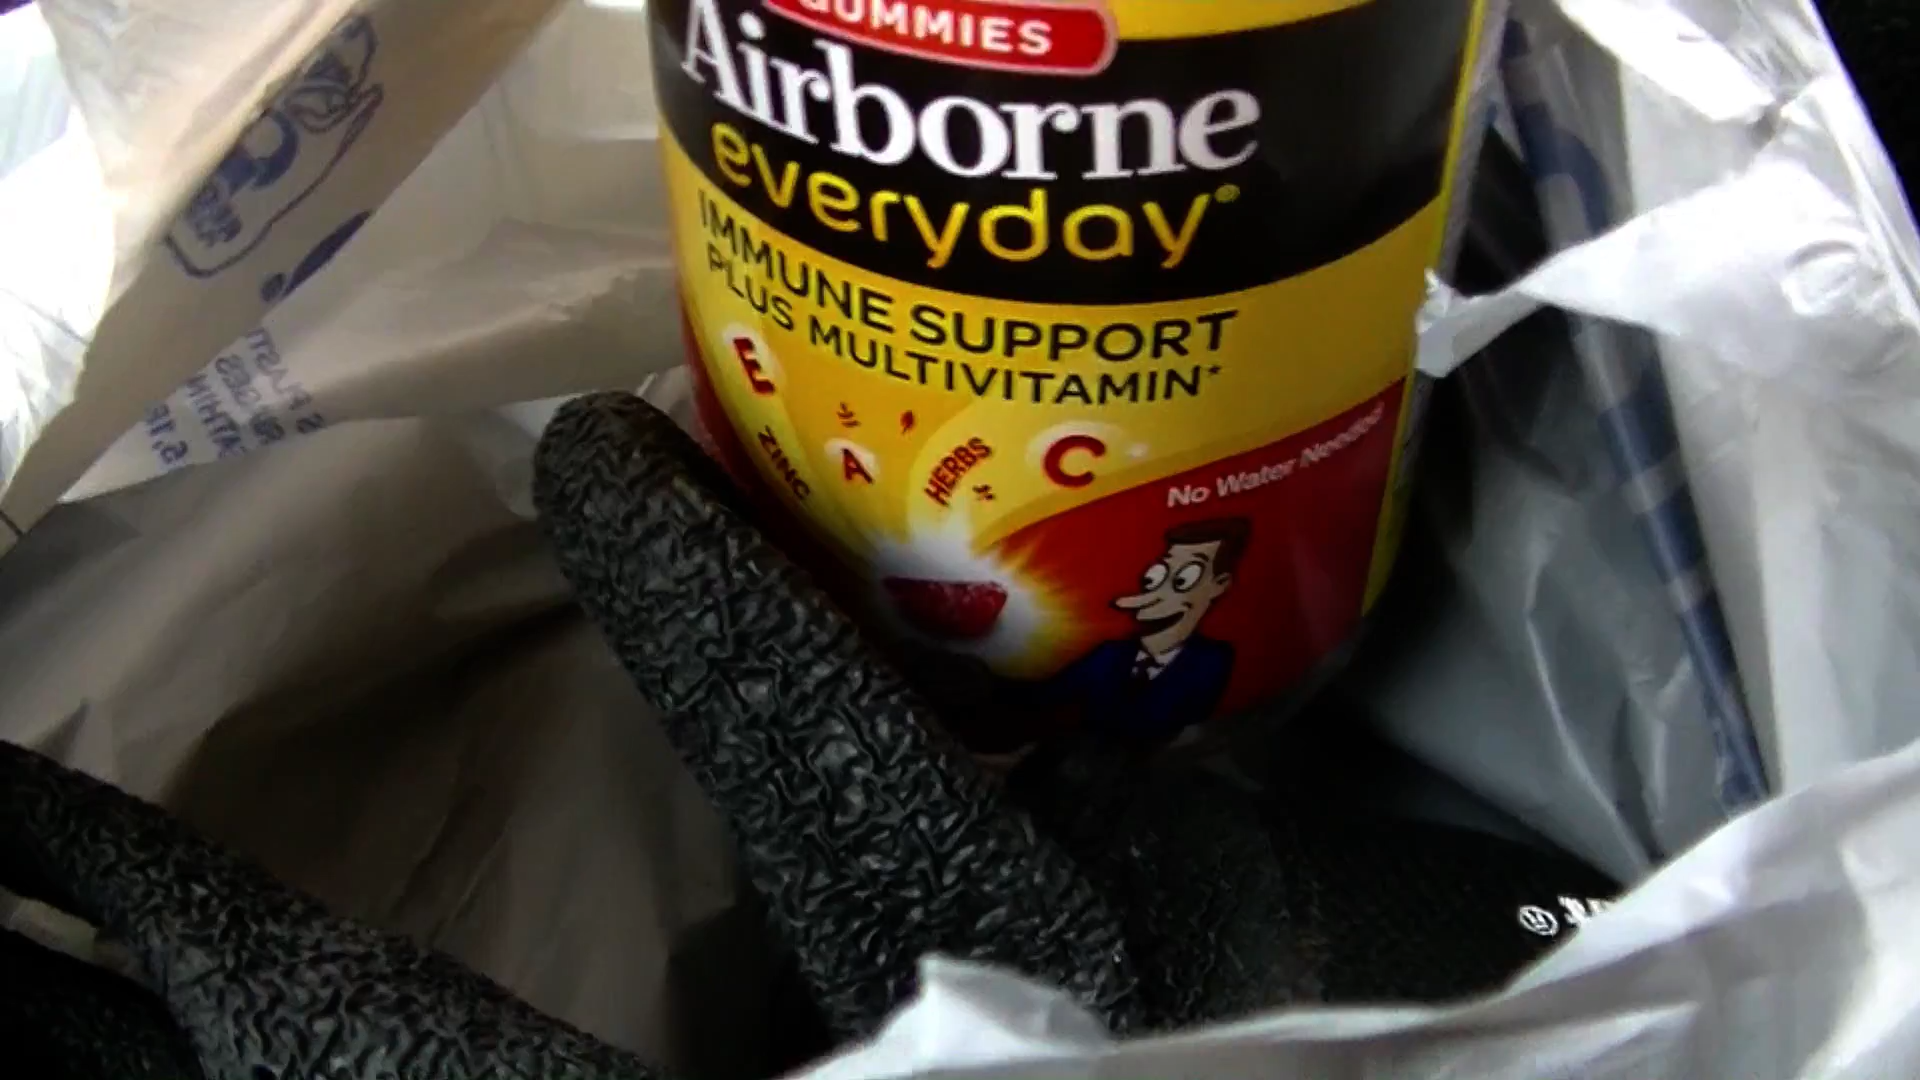 GUMMIES
Airborne
everyday®
IMMUNE SUPPORT
PLUS MULTIVITAMIN*
E
ZINC
A
HERBS
C
No Water Needed